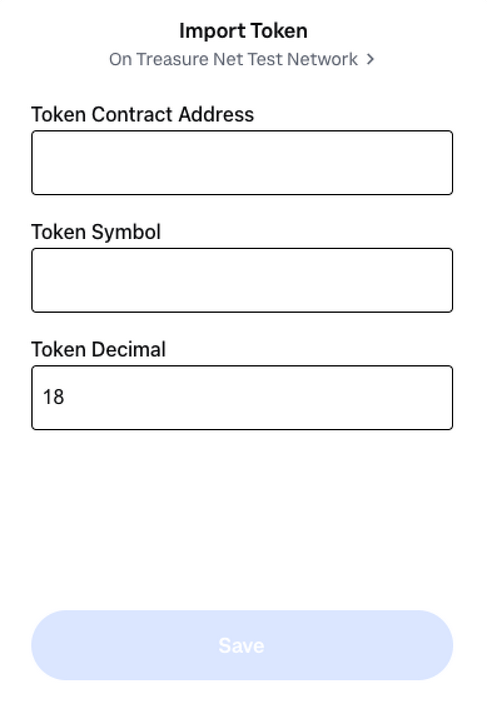 Import Token
On Treasure Net Test Network >
Token Contract Address
Token Symbol
Token Decimal
18
Save